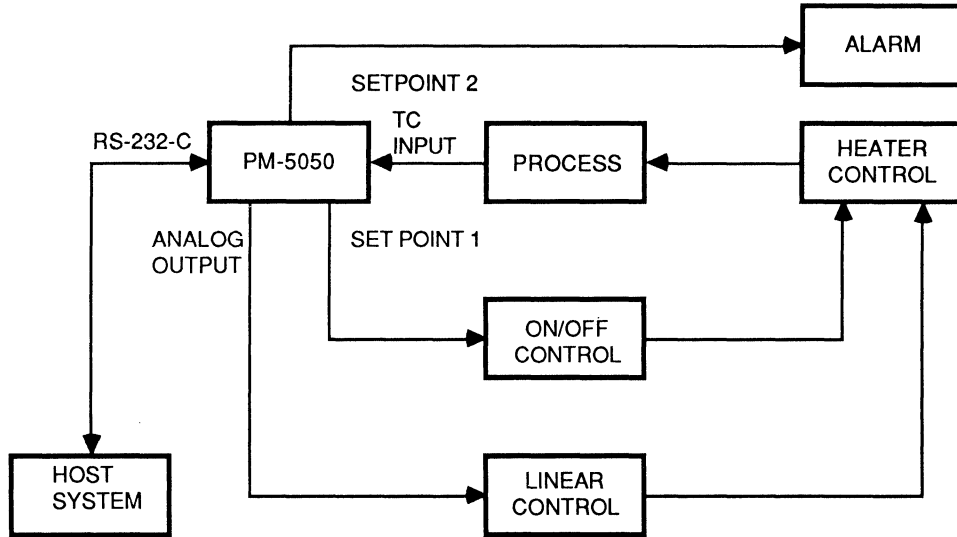 ALARM
SETPOINT 2
RS-232-C
PM-5050
TC
INPUT
PROCESS
HEATER
CONTROL
ANALOG
OUTPUT
SET POINT 1
ON/OFF
CONTROL
HOST
SYSTEM
LINEAR
CONTROL